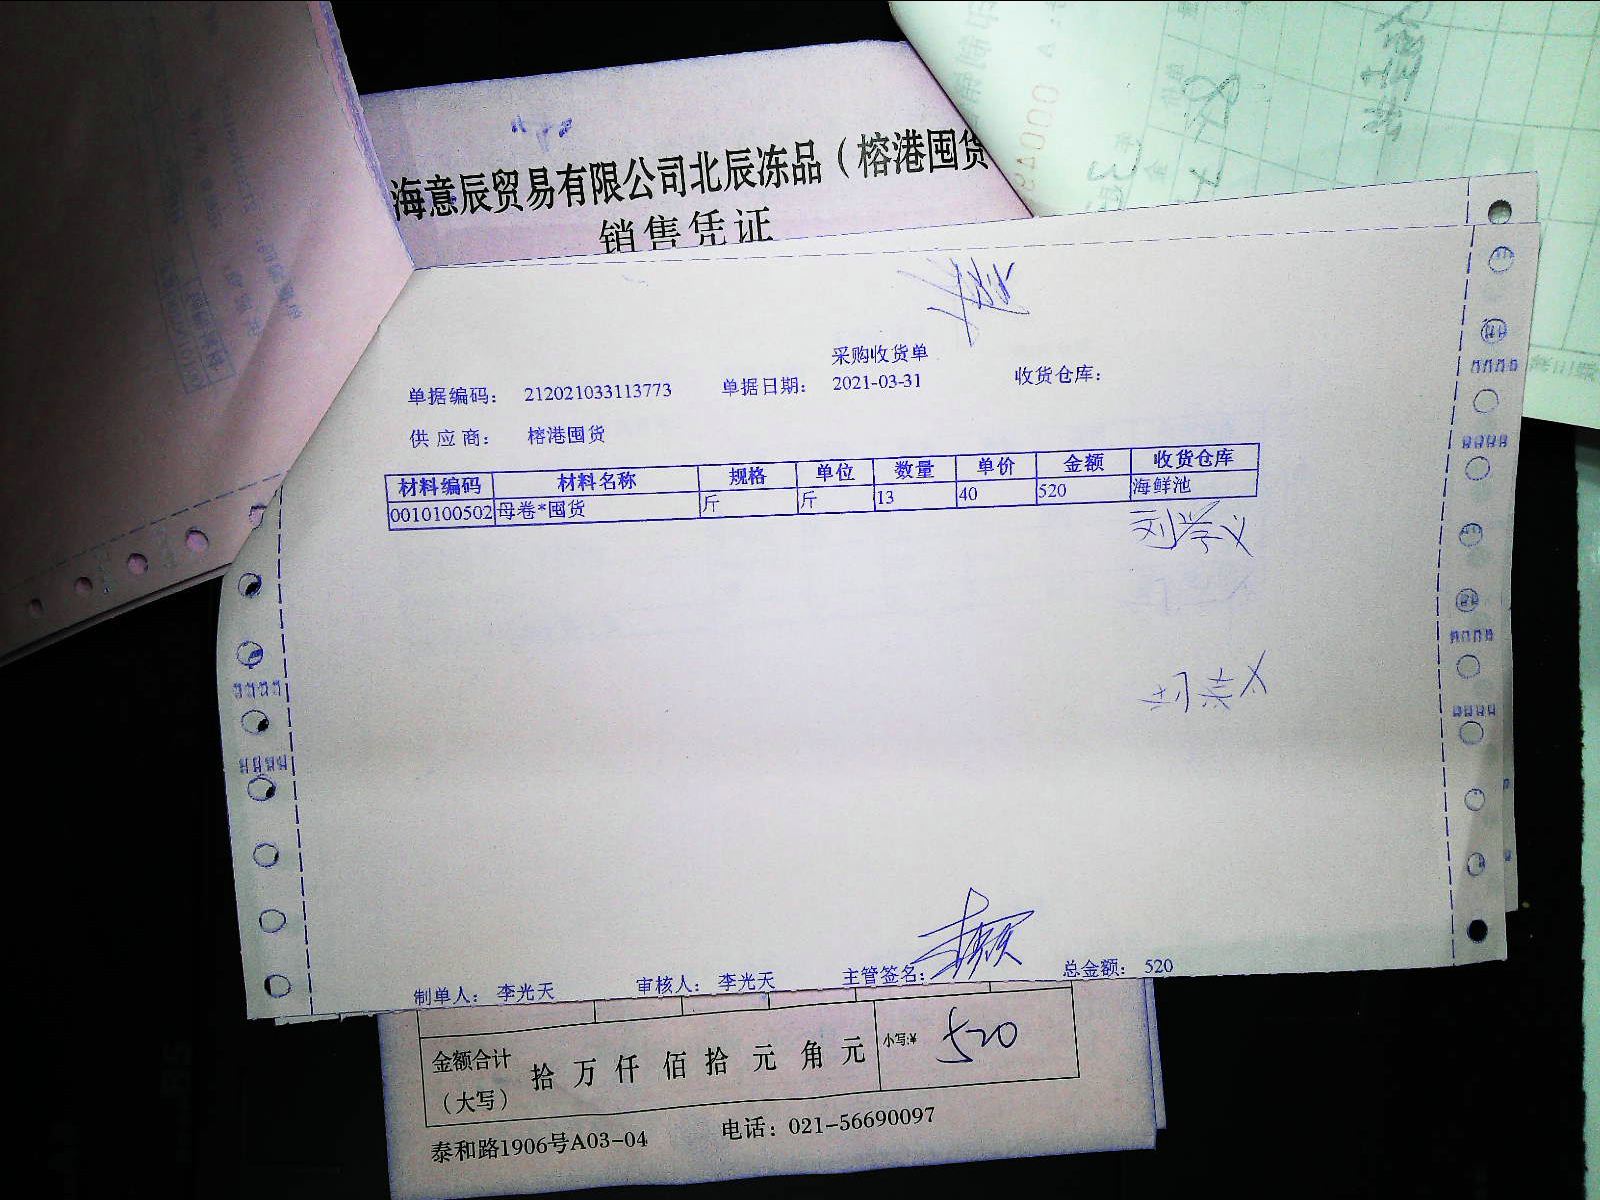 海意辰贸易有限公司北辰冻品（榕港囤货
销售凭证
采购收货单
单据编码： 212021033113773 单据日期： 2021-03-31 收货仓库：
供应商： 榕港囤货
材料编码 材料名称 规格 单位 数量 单价 金额 收货仓库
0010100502 母卷*囤货 斤 斤 13 40 520 海鲜池
制单人： 李光天 审核人： 李光天 主管签名： 总金额： 520
金额合计 拾 万 仟 佰 拾 元 角 元 小写:¥ 520
（大写）
泰和路1906号A03-04 电话：021-56690097